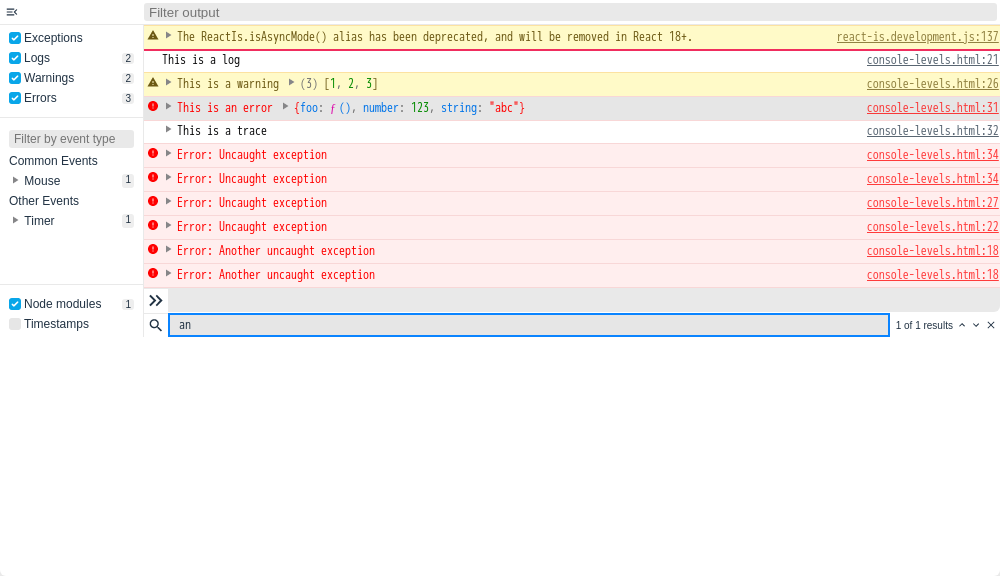 Filter output
Exceptions
Logs 2
Warnings 2
Errors 3
Filter by event type
Common Events
Mouse 1
Other Events
Timer 1
Node modules 1
Timestamps
The ReactIs.isAsyncMode() alias has been deprecated, and will be removed in React 18+. react-is.development.js:137
This is a log console-levels.html:21
This is a warning (3) [1, 2, 3] console-levels.html:26
This is an error {foo: ƒ (), number: 123, string: "abc"} console-levels.html:31
This is a trace console-levels.html:32
Error: Uncaught exception console-levels.html:34
Error: Uncaught exception console-levels.html:34
Error: Uncaught exception console-levels.html:27
Error: Uncaught exception console-levels.html:22
Error: Another uncaught exception console-levels.html:18
Error: Another uncaught exception console-levels.html:18
an 1 of 1 results